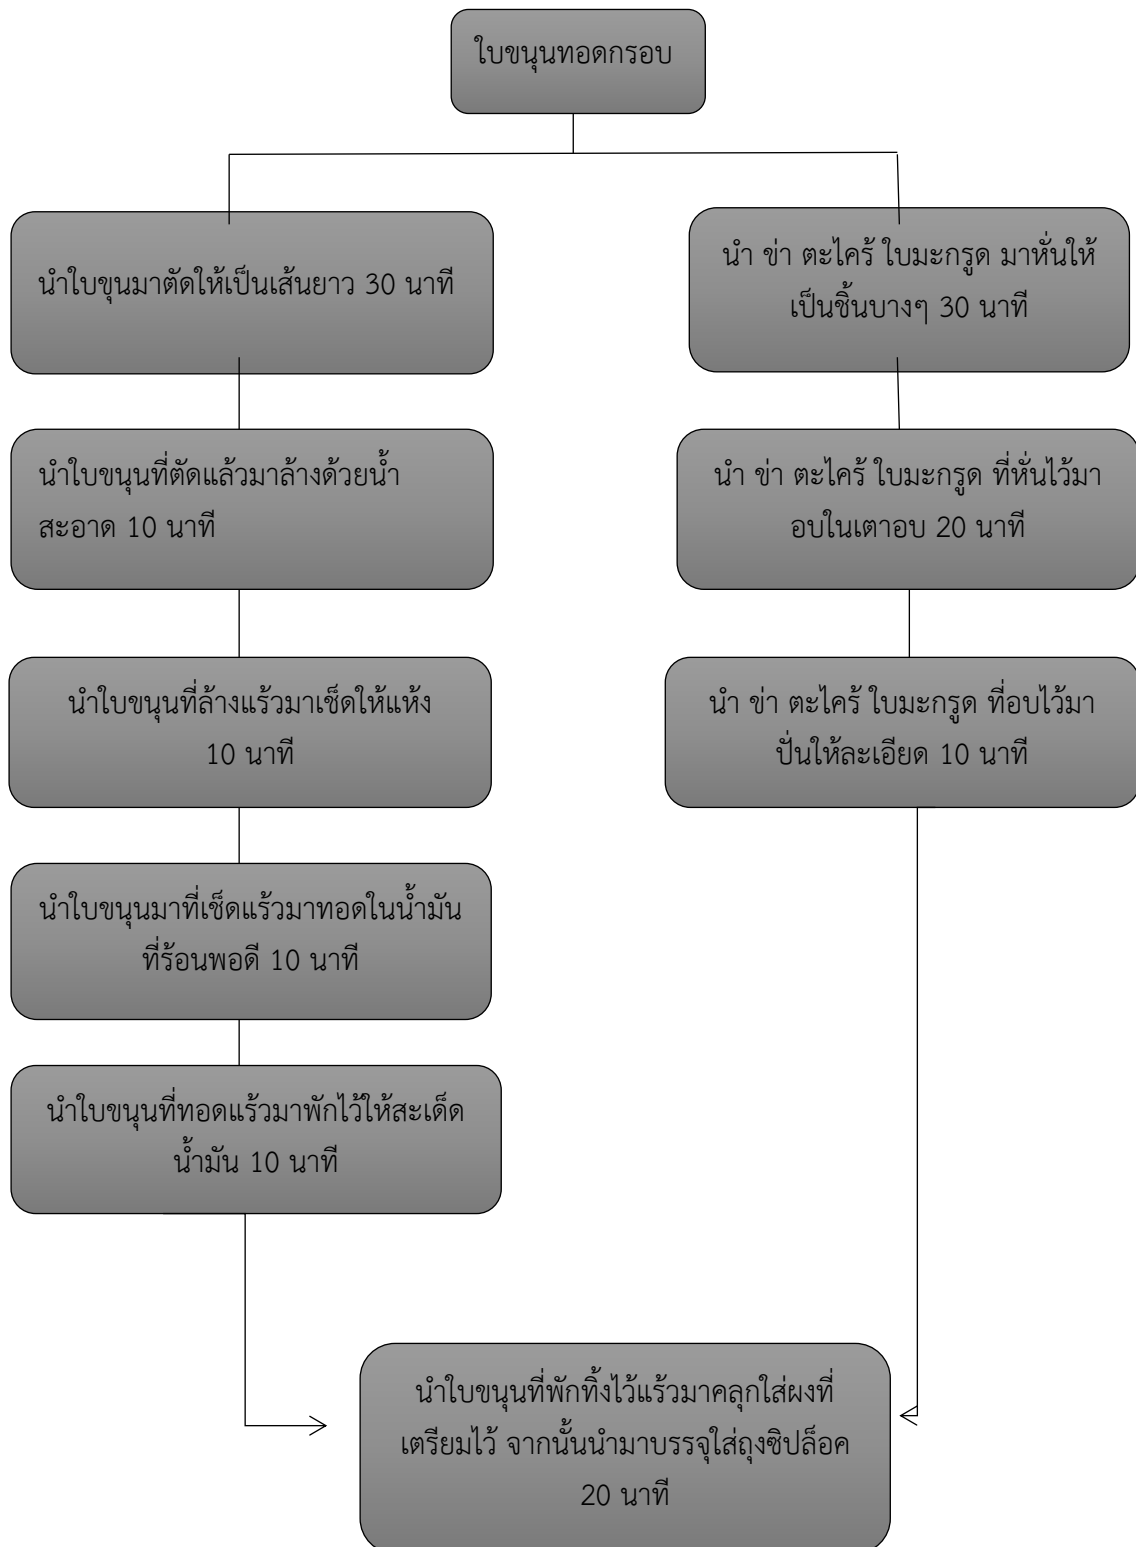 ใบขนุนทอดกรอบ
นำใบขุนมาตัดให้เป็นเส้นยาว 30 นาที
นำใบขนุนที่ตัดแล้วมาล้างด้วยน้ำ
สะอาด 10 นาที
นำใบขนุนที่ล้างแร้วมาเช็ดให้แห้ง
10 นาที
นำใบขนุนมาที่เช็ดแร้วมาทอดในน้ำมัน
ที่ร้อนพอดี 10 นาที
นำใบขนุนที่ทอดแร้วมาพักไว้ให้สะเด็ด
น้ำมัน 10 นาที
นำ ข่า ตะไคร้ ใบมะกรูด มาหั่นให้
เป็นชิ้นบางๆ 30 นาที
นำ ข่า ตะไคร้ ใบมะกรูด ที่หั่นไว้มา
อบในเตาอบ 20 นาที
นำ ข่า ตะไคร้ ใบมะกรูด ที่อบไว้มา
ปั่นให้ละเอียด 10 นาที
นำใบขนุนที่พักทิ้งไว้แร้วมาคลุกใส่ผงที่
เตรียมไว้ จากนั้นนำมาบรรจุใส่ถุงซิปล็อค
20 นาที